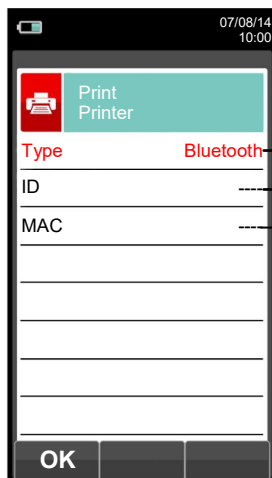 07/08/14
10:00
Print
Printer
Type Bluetooth
ID ----
MAC ----
OK